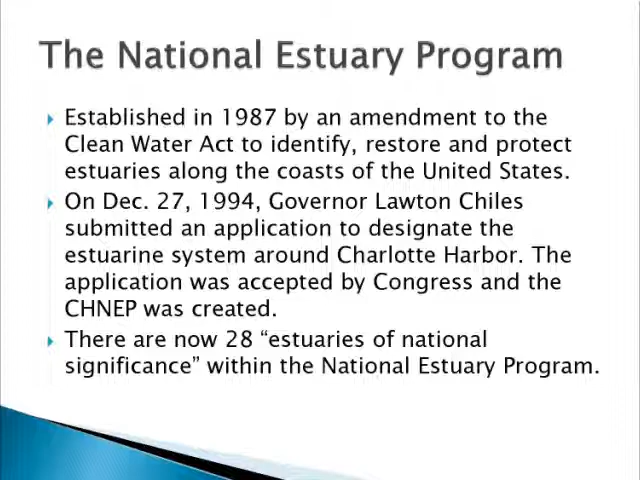 The National Estuary Program
Established in 1987 by an amendment to the
Clean Water Act to identify, restore and protect
estuaries along the coasts of the United States.
On Dec. 27, 1994, Governor Lawton Chiles
submitted an application to designate the
estuarine system around Charlotte Harbor. The
application was accepted by Congress and the
CHNEP was created.
There are now 28 “estuaries of national
significance” within the National Estuary Program.